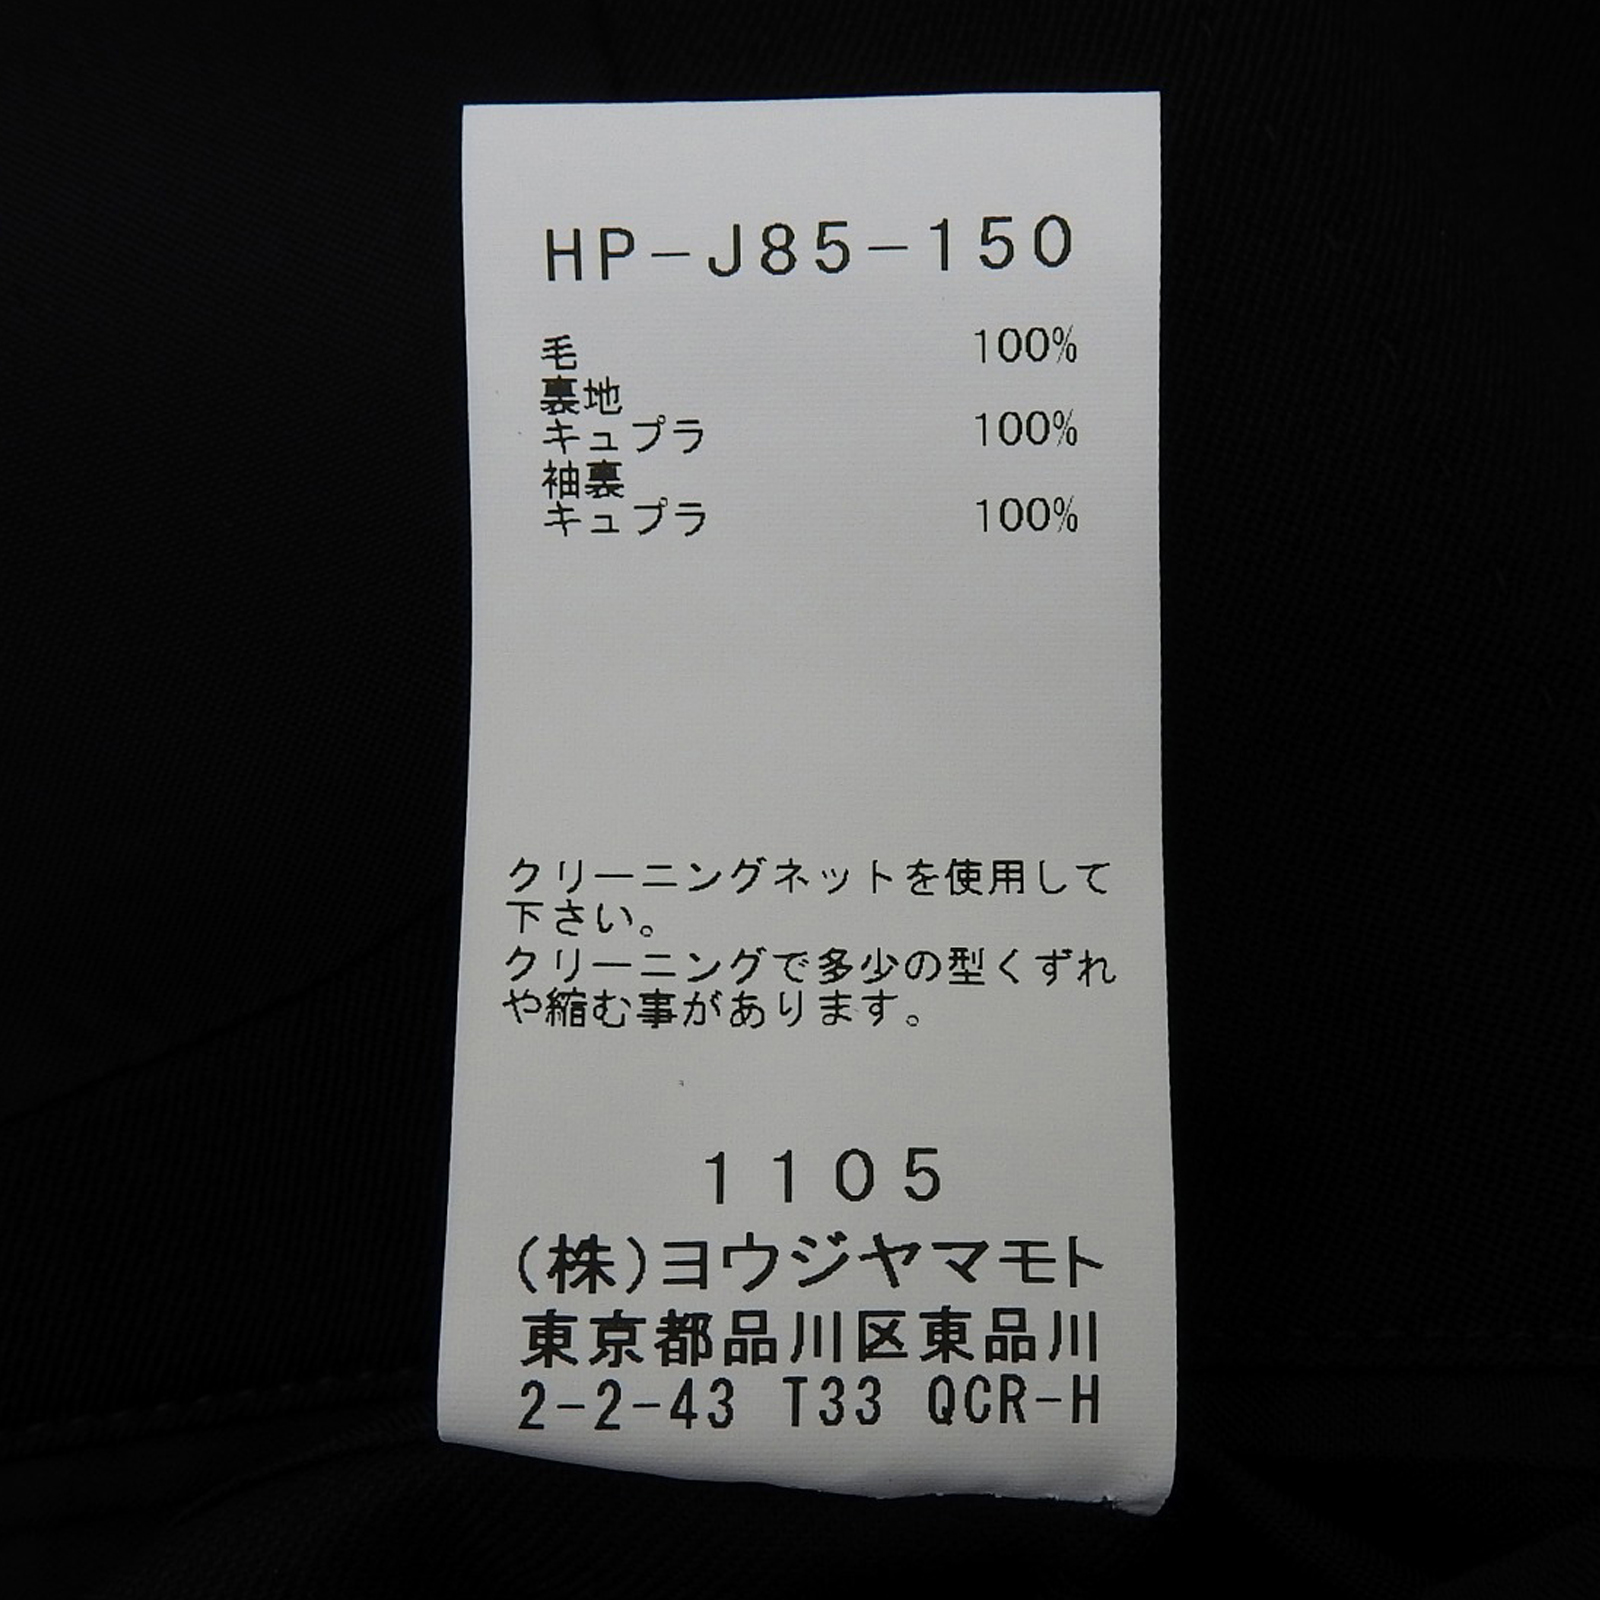 HP-J85-150
毛 100%
裏地
キュプラ 100%
袖裏
キュプラ 100%
クリーニングネットを使用して
下さい。
クリーニングで多少の型くずれ
や縮む事があります。
1105
(株)ヨウジヤマモト
東京都品川区東品川
2-2-43 T33 QCR-H